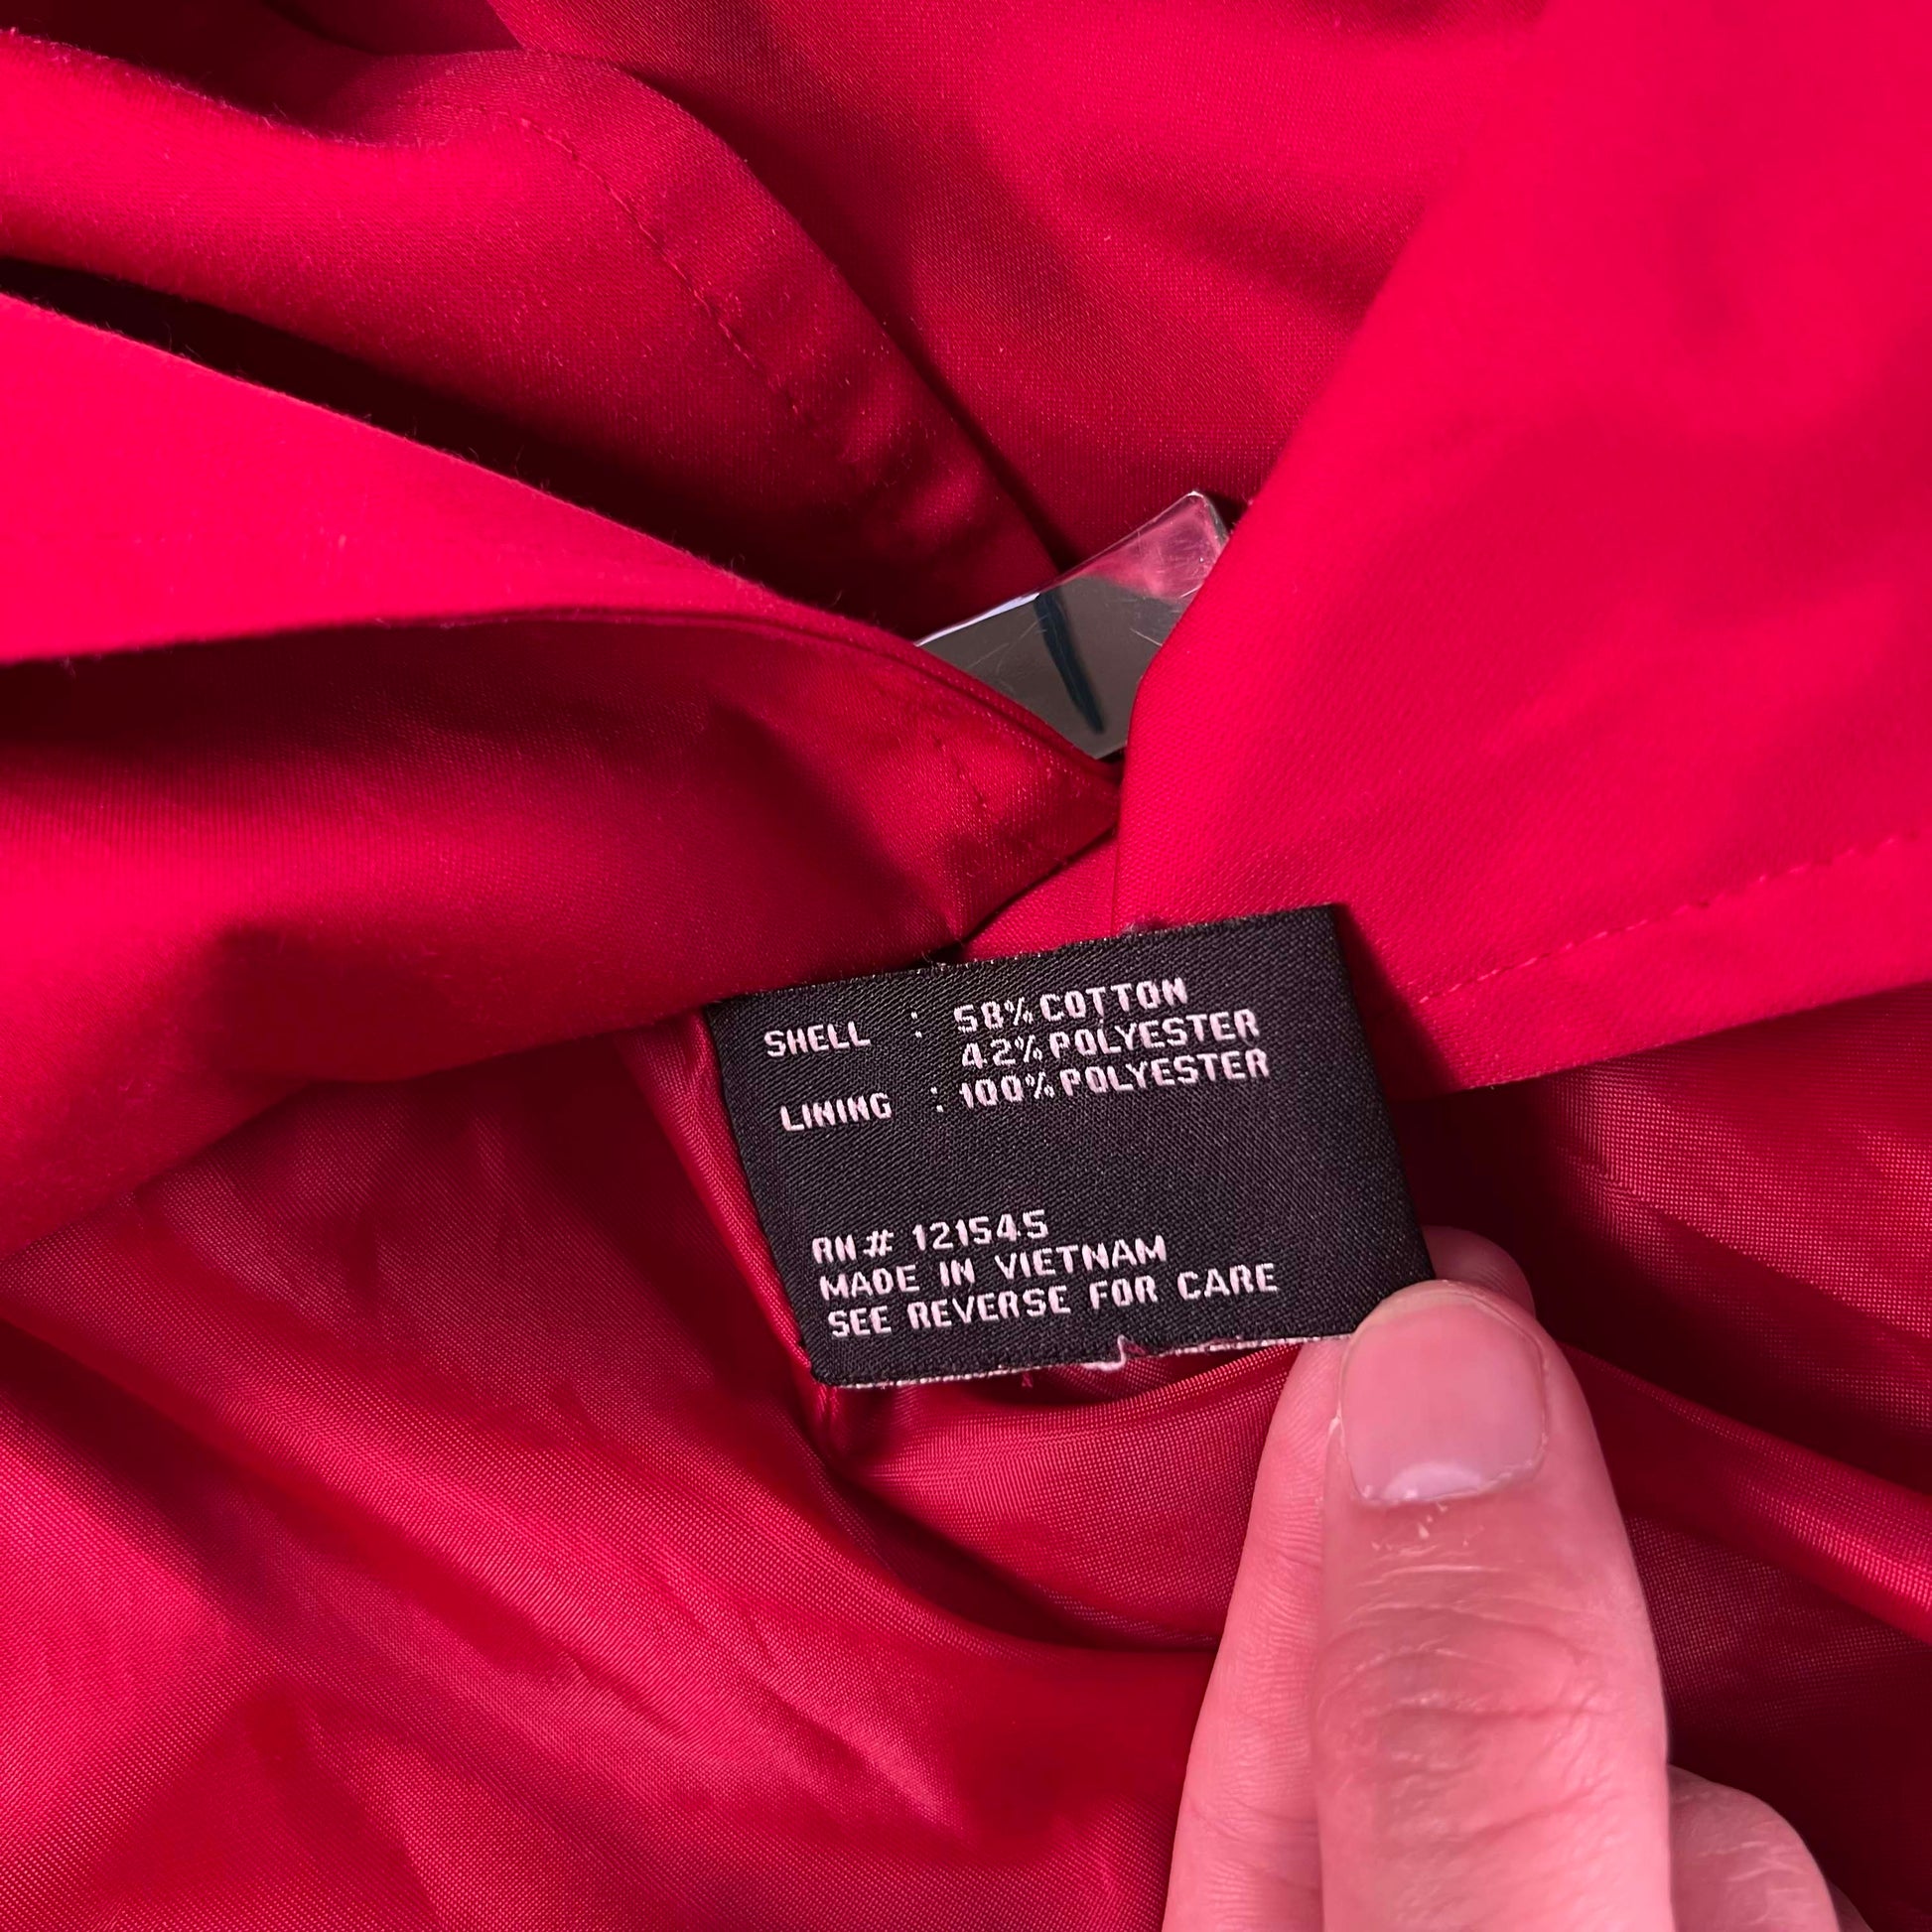 SHELL : 58% COTTON
42% POLYESTER
LINING : 100% POLYESTER
RN# 121545
MADE IN VIETNAM
SEE REVERSE FOR CARE